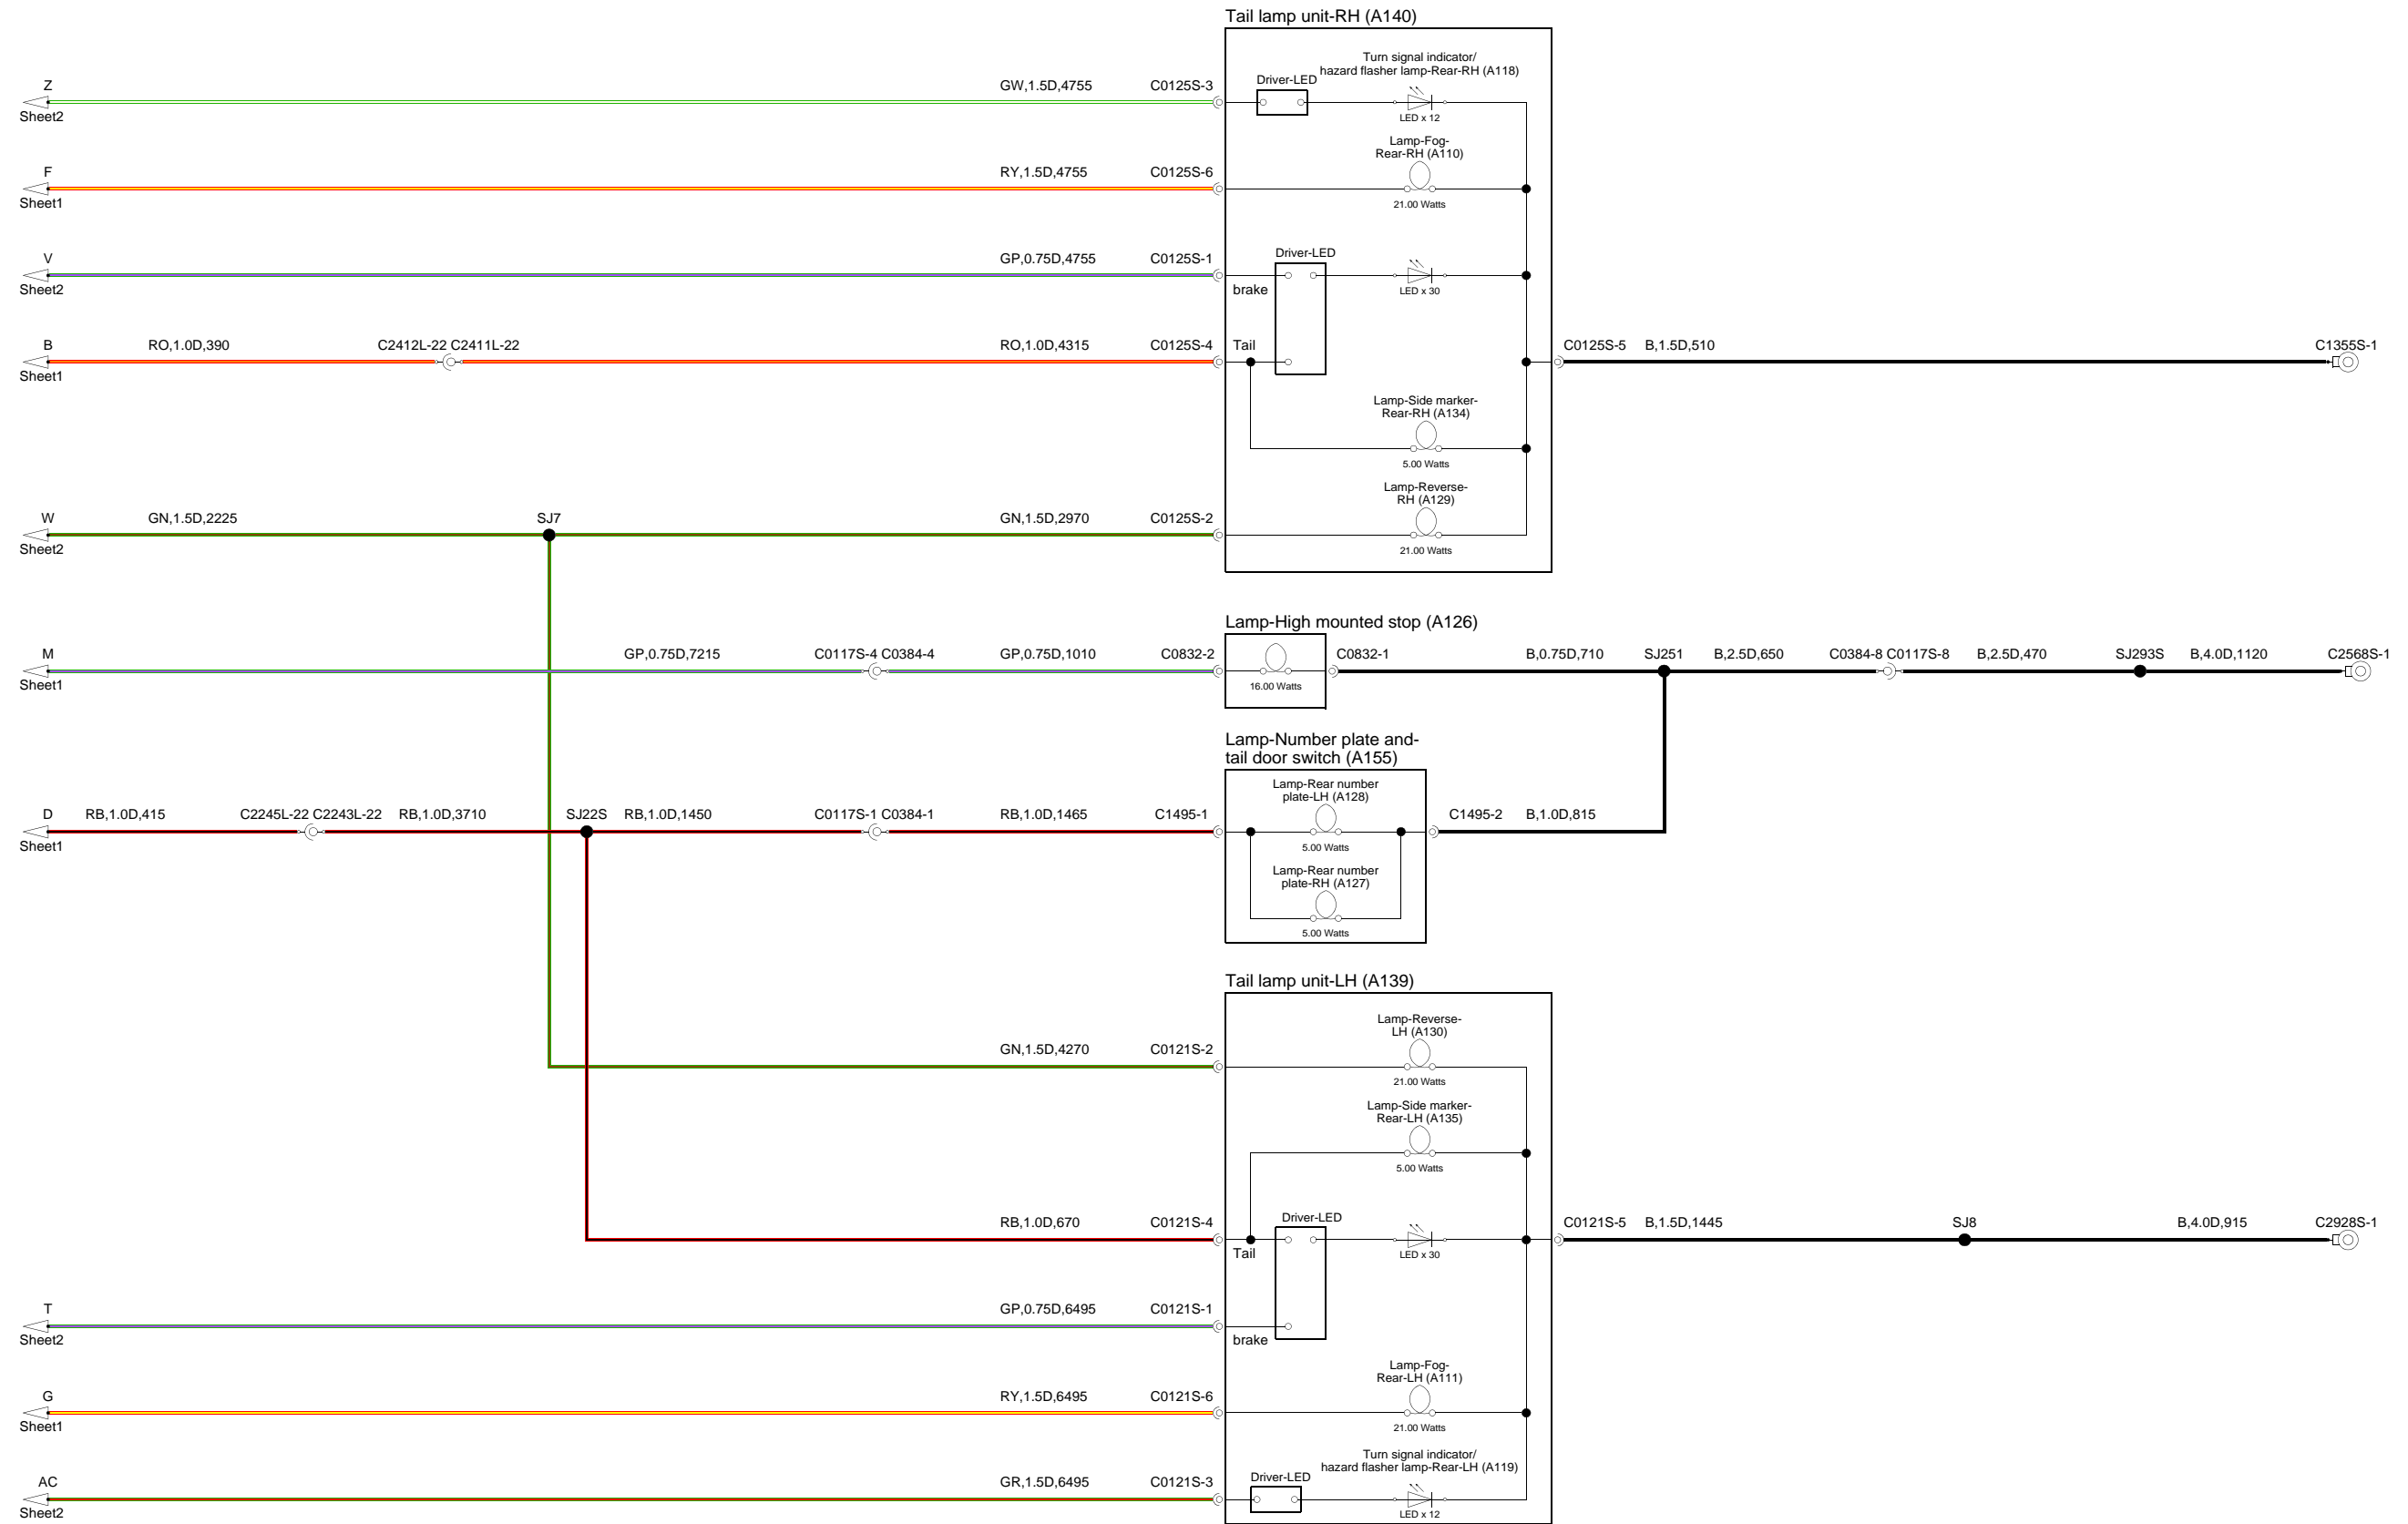 Tail lamp unit-RH (A140)
Turn signal indicator/
hazard flasher lamp-Rear-RH (A118)
Z
GW,1.5D,4755
C0125S-3
Driver-LED
Sheet2
LED x 12
Lamp-Fog-
Rear-RH (A110)
F
RY,1.5D,4755
C0125S-6
Sheet1
21.00 Watts
V
GP,0.75D,4755
C0125S-1
Driver-LED
Sheet2
brake
LED x 30
B
RO,1.0D,390
C2412L-22 C2411L-22
RO,1.0D,4315
C0125S-4
Tail
C0125S-5
B,1.5D,510
C1355S-1
Sheet1
Lamp-Side marker-
Rear-RH (A134)
5.00 Watts
Lamp-Reverse-
RH (A129)
W
GN,1.5D,2225
SJ7
GN,1.5D,2970
C0125S-2
Sheet2
21.00 Watts
Lamp-High mounted stop (A126)
M
GP,0.75D,7215
C0117S-4 C0384-4
GP,0.75D,1010
C0832-2
C0832-1
B,0.75D,710
SJ251
B,2.5D,650
C0384-8 C0117S-8
B,2.5D,470
SJ293S
B,4.0D,1120
C2568S-1
Sheet1
16.00 Watts
Lamp-Number plate and-
tail door switch (A155)
Lamp-Rear number
plate-LH (A128)
D
RB,1.0D,415
C2245L-22 C2243L-22
RB,1.0D,3710
SJ22S
RB,1.0D,1450
C0117S-1 C0384-1
RB,1.0D,1465
C1495-1
C1495-2
B,1.0D,815
Sheet1
5.00 Watts
Lamp-Rear number
plate-RH (A127)
5.00 Watts
Tail lamp unit-LH (A139)
Lamp-Reverse-
LH (A130)
GN,1.5D,4270
C0121S-2
21.00 Watts
Lamp-Side marker-
Rear-LH (A135)
5.00 Watts
RB,1.0D,670
C0121S-4
Driver-LED
Tail
LED x 30
C0121S-5
B,1.5D,1445
SJ8
B,4.0D,915
C2928S-1
T
GP,0.75D,6495
C0121S-1
Sheet2
brake
Lamp-Fog-
Rear-LH (A111)
G
RY,1.5D,6495
C0121S-6
Sheet1
21.00 Watts
Turn signal indicator/
hazard flasher lamp-Rear-LH (A119)
AC
GR,1.5D,6495
C0121S-3
Driver-LED
Sheet2
LED x 12